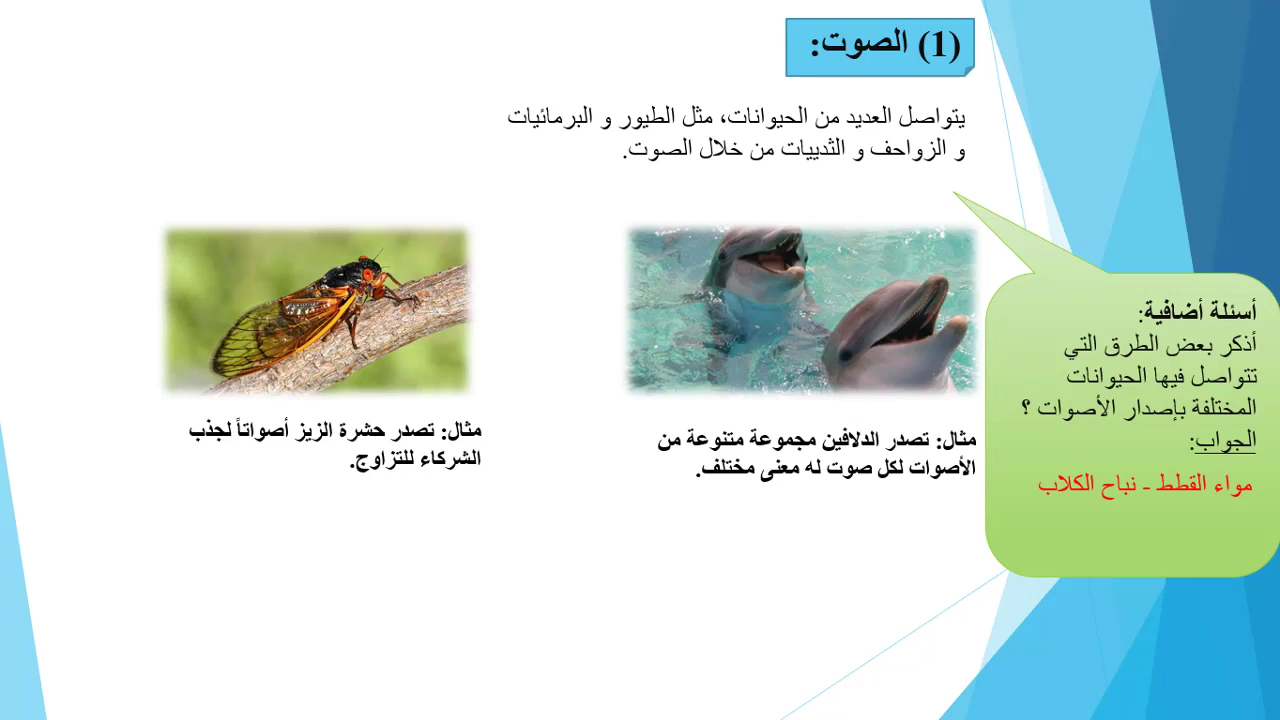 (1) الصوت:
يتواصل العديد من الحيوانات، مثل الطيور و البرمائيات
و الزواحف و الثدييات من خلال الصوت.
أسئلة أضافية:
أذكر بعض الطرق التي
تتواصل فيها الحيوانات
المختلفة بإصدار الأصوات ؟
الجواب:
مواء القطط - نباح الكلاب
مثال: تصدر الدلافين مجموعة متنوعة من
الأصوات لكل صوت له معنى مختلف.
مثال: تصدر حشرة الزيز أصواتاً لجذب
الشركاء للتزاوج.